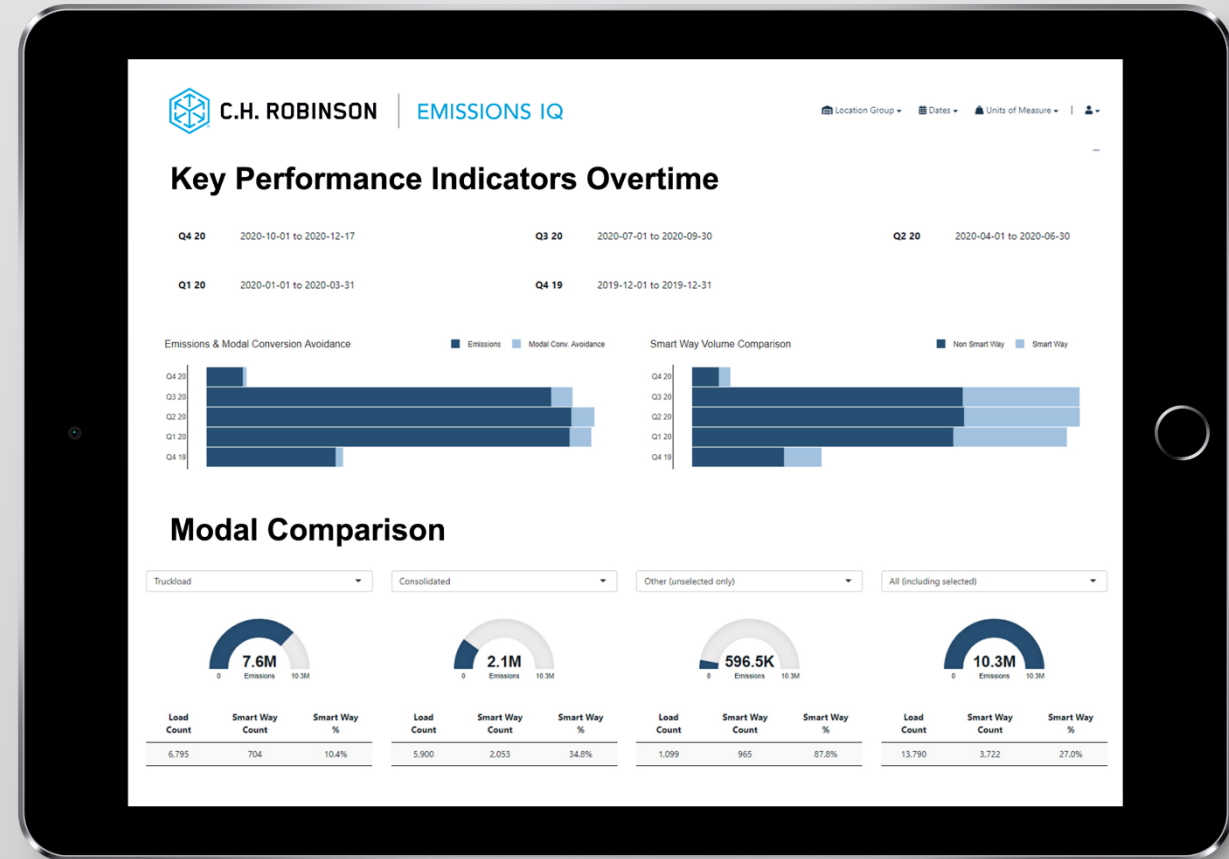 C.H. ROBINSON | EMISSIONS IQ
Location Group Dates Units of Measure |
Key Performance Indicators Overtime
Q4 20 2020-10-01 to 2020-12-17 Q3 20 2020-07-01 to 2020-09-30 Q2 20 2020-04-01 to 2020-06-30
Q1 20 2020-01-01 to 2020-03-31 Q4 19 2019-12-01 to 2019-12-31
Emissions & Modal Conversion Avoidance Emissions Modal Conv. Avoidance
Q4 20
Q3 20
Q2 20
Q1 20
Q4 19
Smart Way Volume Comparison Non Smart Way Smart Way
Q4 20
Q3 20
Q2 20
Q1 20
Q4 19
Modal Comparison
Truckload Consolidated Other (unselected only) All (including selected)
7.6M 2.1M 596.5K 10.3M
0 Emissions 10.3M 0 Emissions 10.3M 0 Emissions 10.3M 0 Emissions 10.3M
Load Smart Way Smart Way Load Smart Way Smart Way Load Smart Way Smart Way Load Smart Way Smart Way
Count Count % Count Count % Count Count % Count Count %
6,795 704 10.4% 5,900 2,053 34.8% 1,099 965 87.8% 13,790 3,722 27.0%